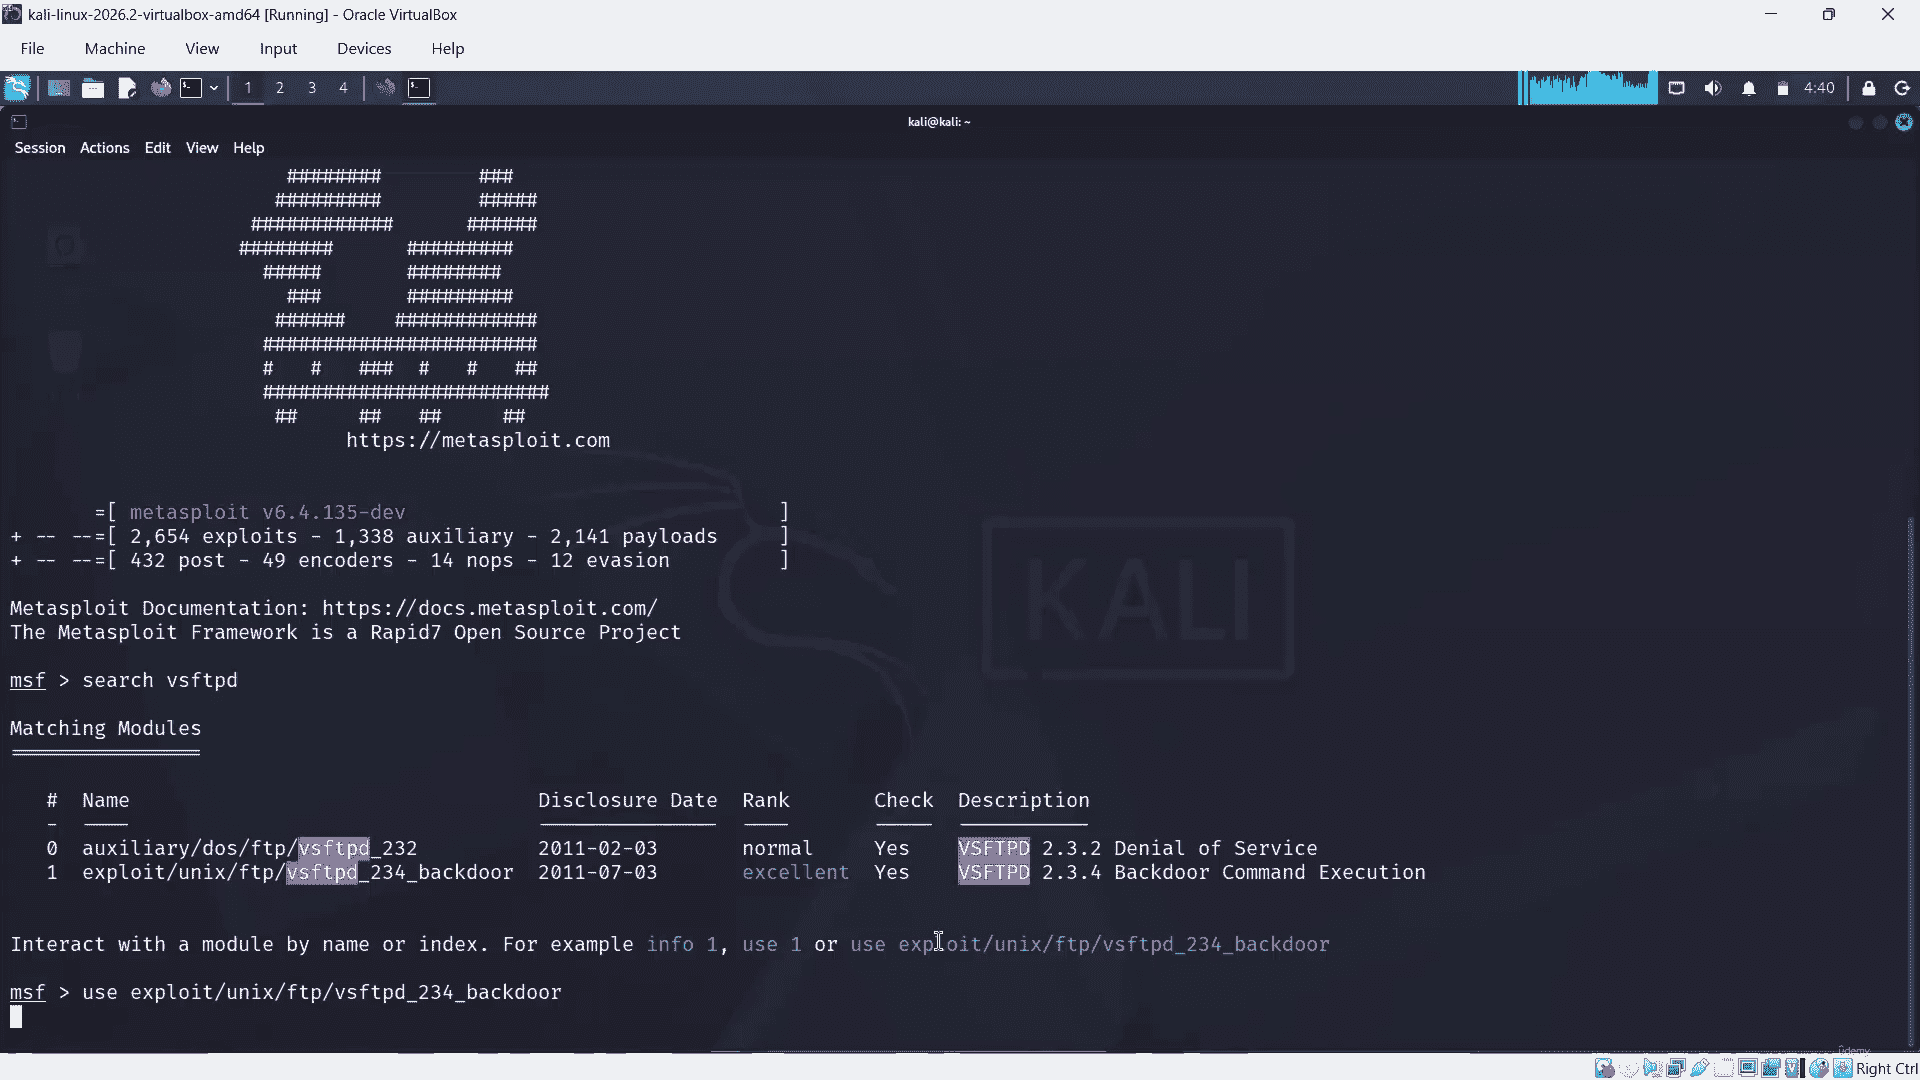 kali-linux-2026.2-virtualbox-amd64 [Running] - Oracle VirtualBox
File Machine View Input Devices Help
1 2 3 4 4:40
kali@kali: ~
Session Actions Edit View Help
######## ###
######### #####
############ ######
######## #########
##### ########
### #########
###### ############
######################
# # ### # # ##
########################
## ## ## ##
https://metasploit.com
=[ metasploit v6.4.135-dev ]
+ -- --=[ 2,654 exploits - 1,338 auxiliary - 2,141 payloads ]
+ -- --=[ 432 post - 49 encoders - 14 nops - 12 evasion ]
Metasploit Documentation: https://docs.metasploit.com/
The Metasploit Framework is a Rapid7 Open Source Project
KALI
msf > search vsftpd
Matching Modules
================
# Name Disclosure Date Rank Check Description
- ---- --------------- ---- ----- -----------
0 auxiliary/dos/ftp/vsftpd_232 2011-02-03 normal Yes VSFTPD 2.3.2 Denial of Service
1 exploit/unix/ftp/vsftpd_234_backdoor 2011-07-03 excellent Yes VSFTPD 2.3.4 Backdoor Command Execution
Interact with a module by name or index. For example info 1, use 1 or use exploit/unix/ftp/vsftpd_234_backdoor
msf > use exploit/unix/ftp/vsftpd_234_backdoor
Udemy
Right Ctrl